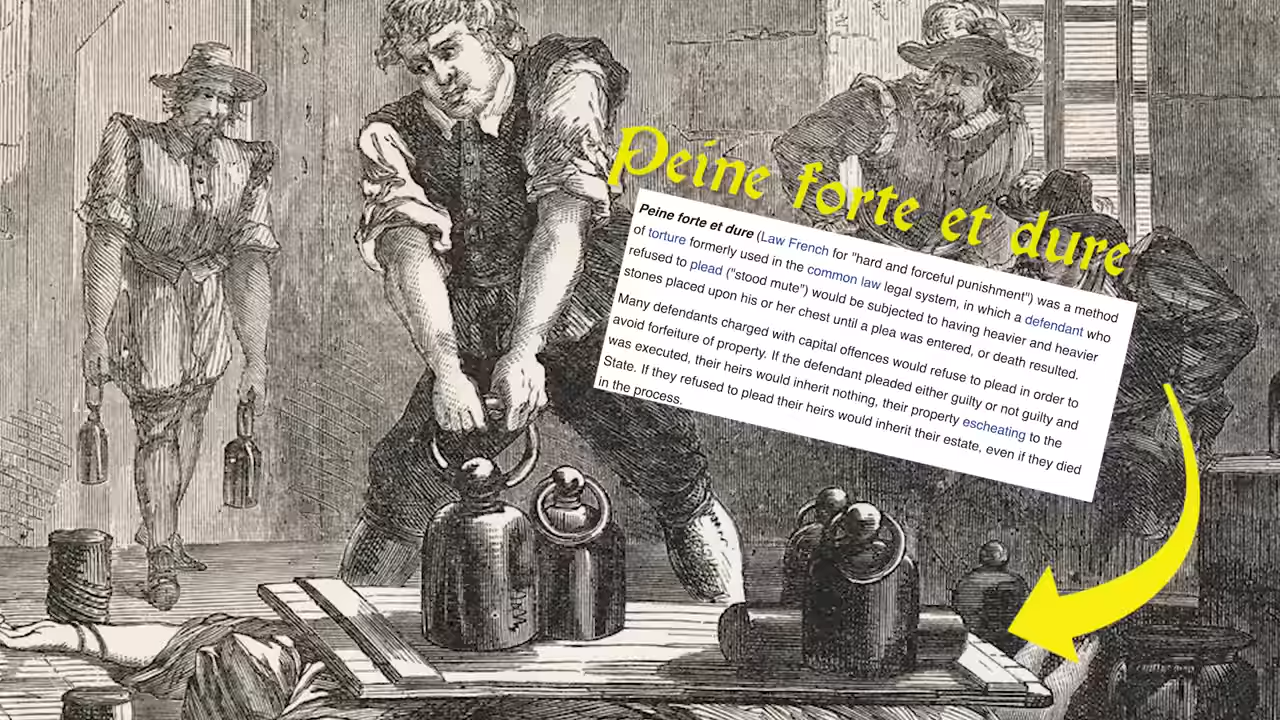 Peine forte et dure
Peine forte et dure (Law French for "hard and forceful punishment") was a method
of torture formerly used in the common law legal system, in which a defendant who
refused to plead ("stood mute") would be subjected to having heavier and heavier
stones placed upon his or her chest until a plea was entered, or death resulted.
Many defendants charged with capital offences would refuse to plead in order to
avoid forfeiture of property. If the defendant pleaded either guilty or not guilty and
was executed, their heirs would inherit nothing, their property escheating to the
State. If they refused to plead their heirs would inherit their estate, even if they died
in the process.